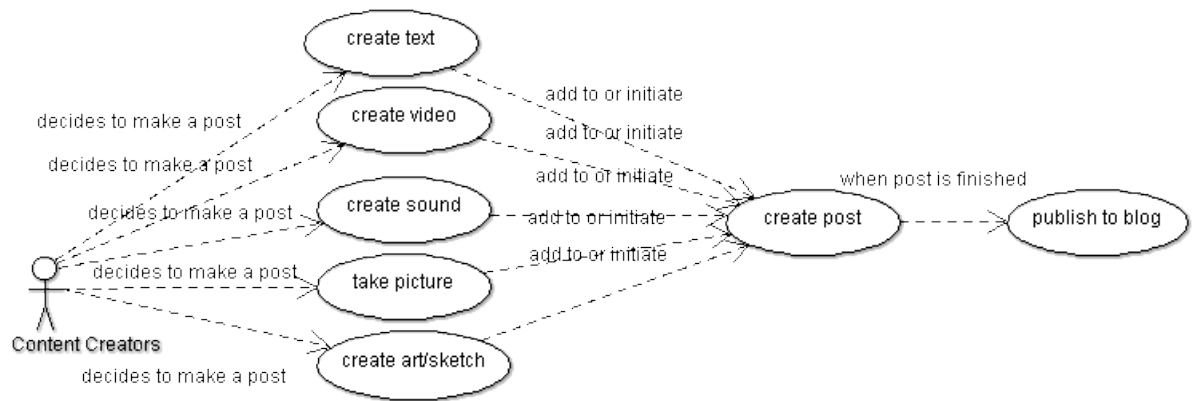 create text
add to or initiate
decides to make a post
create video
add to or initiate
decides to make a post
add to or initiate
when post is finished
decides to make a post
create sound
add to or initiate
create post
publish to blog
add to or initiate
decides to make a post
take picture
Content Creators
create art/sketch
decides to make a post